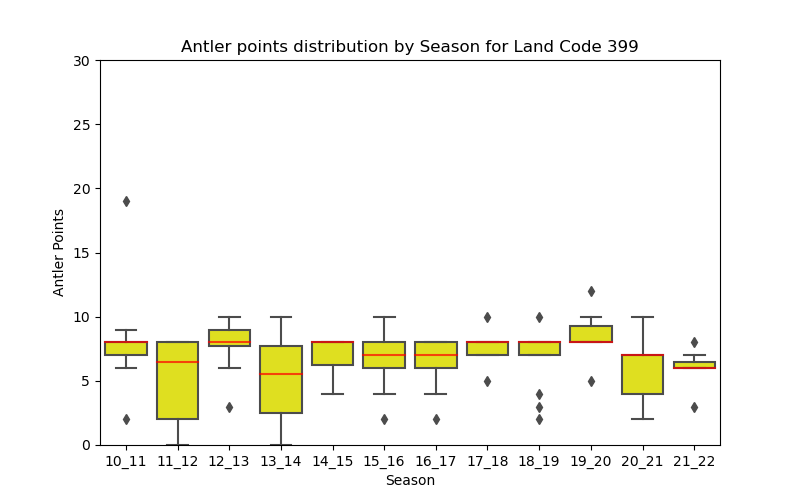 Antler points distribution by Season for Land Code 399
30
25
20
15
10
5
0
Antler Points
10_11 11_12 12_13 13_14 14_15 15_16 16_17 17_18 18_19 19_20 20_21 21_22
Season